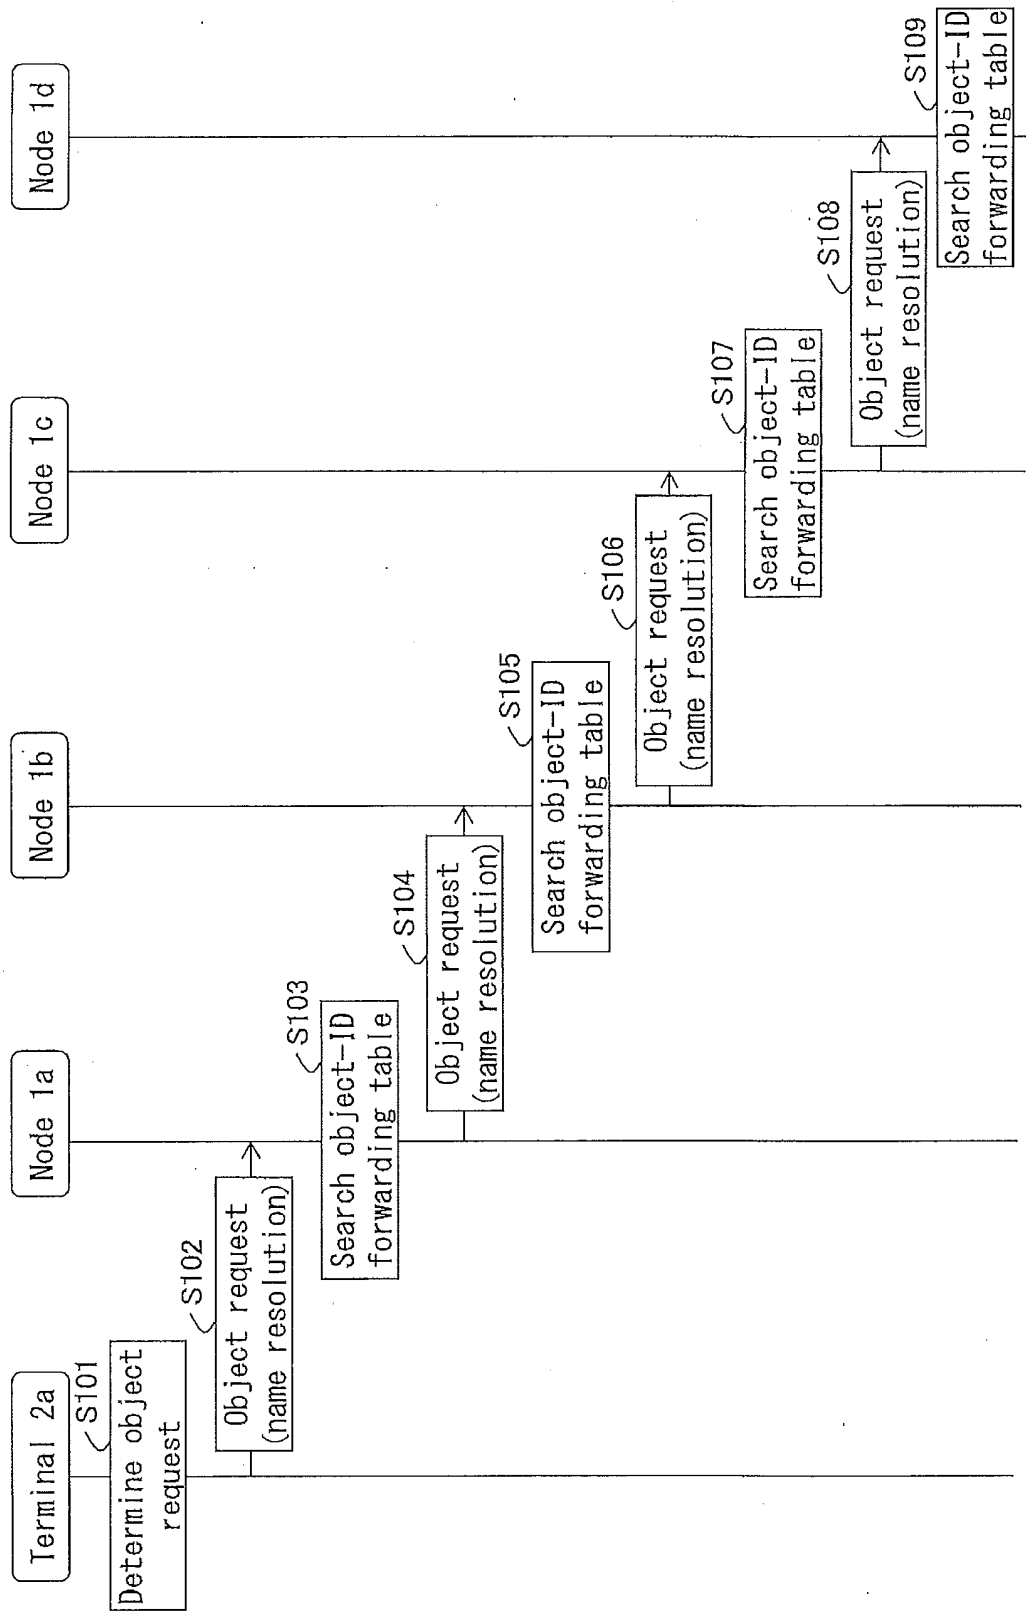 Terminal 2a
Node 1a
Node 1b
Node 1c
Node 1d
S101
Determine object
request
S102
Object request
(name resolution)
S103
Search object-ID
forwarding table
S104
Object request
(name resolution)
S105
Search object-ID
forwarding table
S106
Object request
(name resolution)
S107
Search object-ID
forwarding table
S108
Object request
(name resolution)
S109
Search object-ID
forwarding table